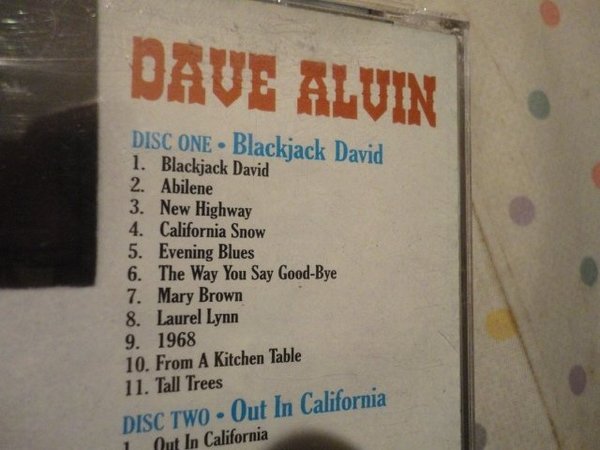 DAVE ALVIN
DISC ONE • Blackjack David
1. Blackjack David
2. Abilene
3. New Highway
4. California Snow
5. Evening Blues
6. The Way You Say Good-Bye
7. Mary Brown
8. Laurel Lynn
9. 1968
10. From A Kitchen Table
11. Tall Trees
DISC TWO • Out In California
1. Out In California